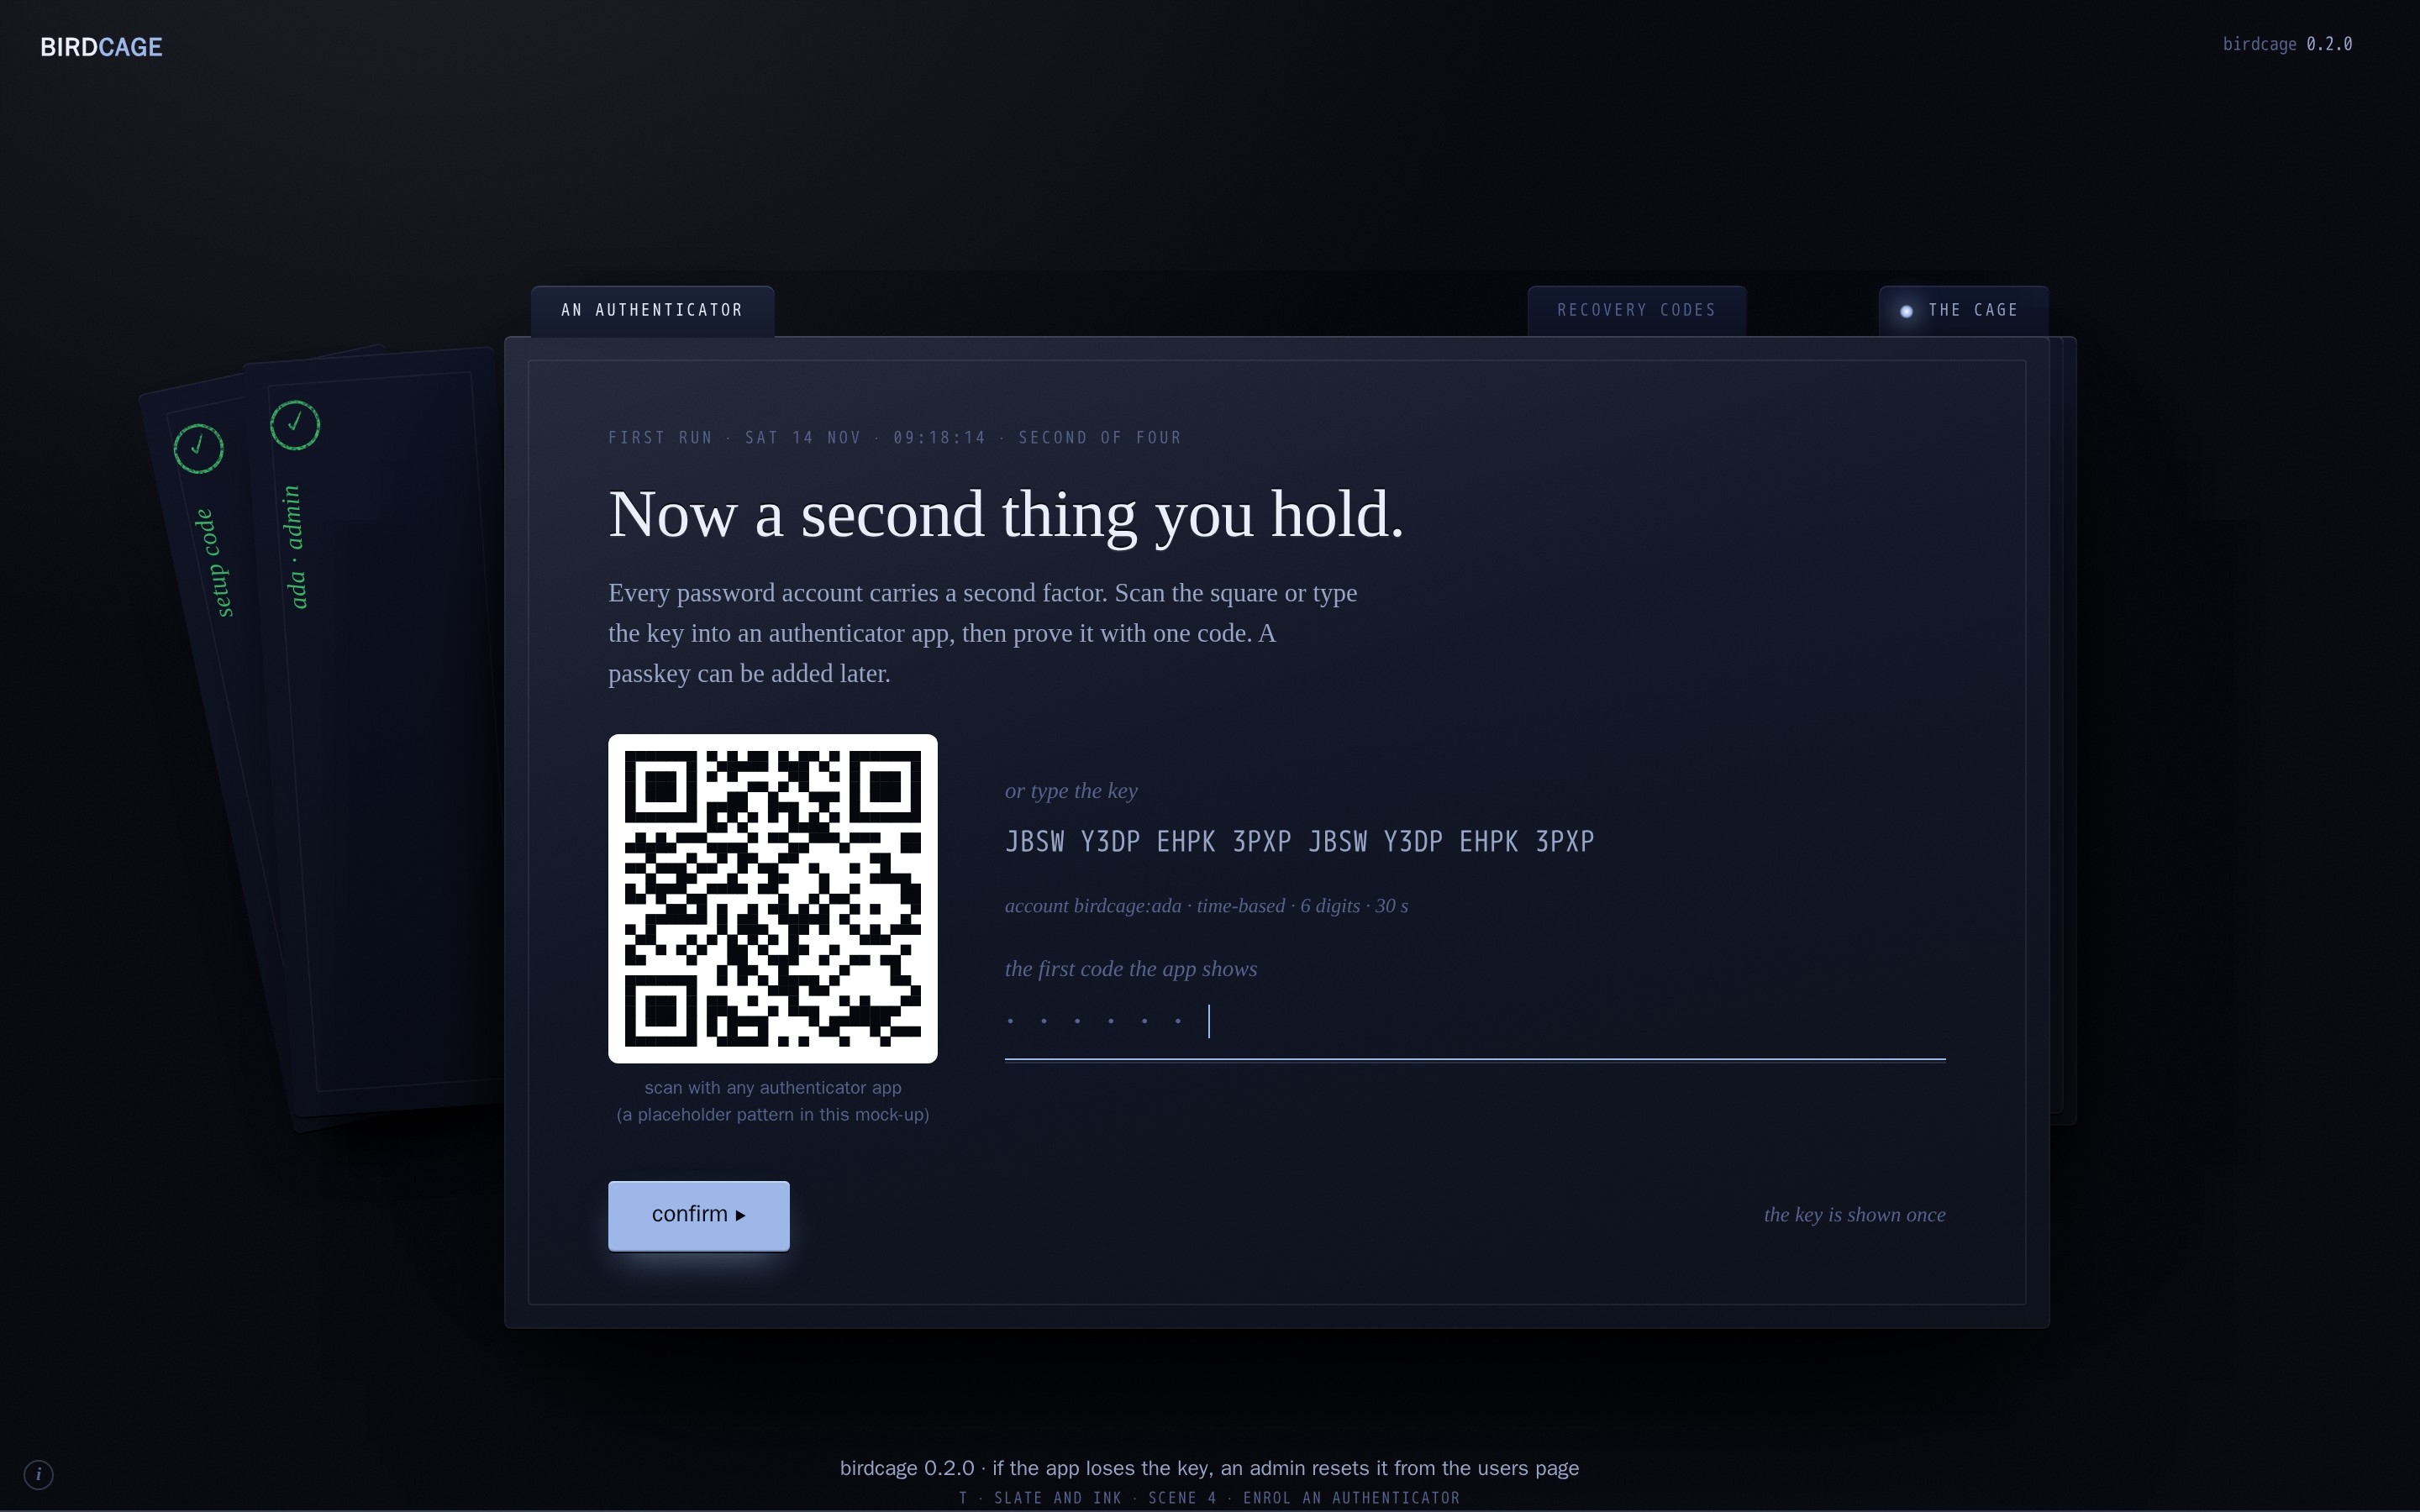 BIRDCAGE
birdcage 0.2.0
AN AUTHENTICATOR
RECOVERY CODES
THE CAGE
setup code
ada · admin
FIRST RUN · SAT 14 NOV · 09:18:14 · SECOND OF FOUR
Now a second thing you hold.
Every password account carries a second factor. Scan the square or type
the key into an authenticator app, then prove it with one code. A
passkey can be added later.
or type the key
JBSW Y3DP EHPK 3PXP JBSW Y3DP EHPK 3PXP
account birdcage:ada · time-based · 6 digits · 30 s
the first code the app shows
· · · · · ·
scan with any authenticator app
(a placeholder pattern in this mock-up)
confirm ▸
the key is shown once
i
birdcage 0.2.0 · if the app loses the key, an admin resets it from the users page
T · SLATE AND INK · SCENE 4 · ENROL AN AUTHENTICATOR